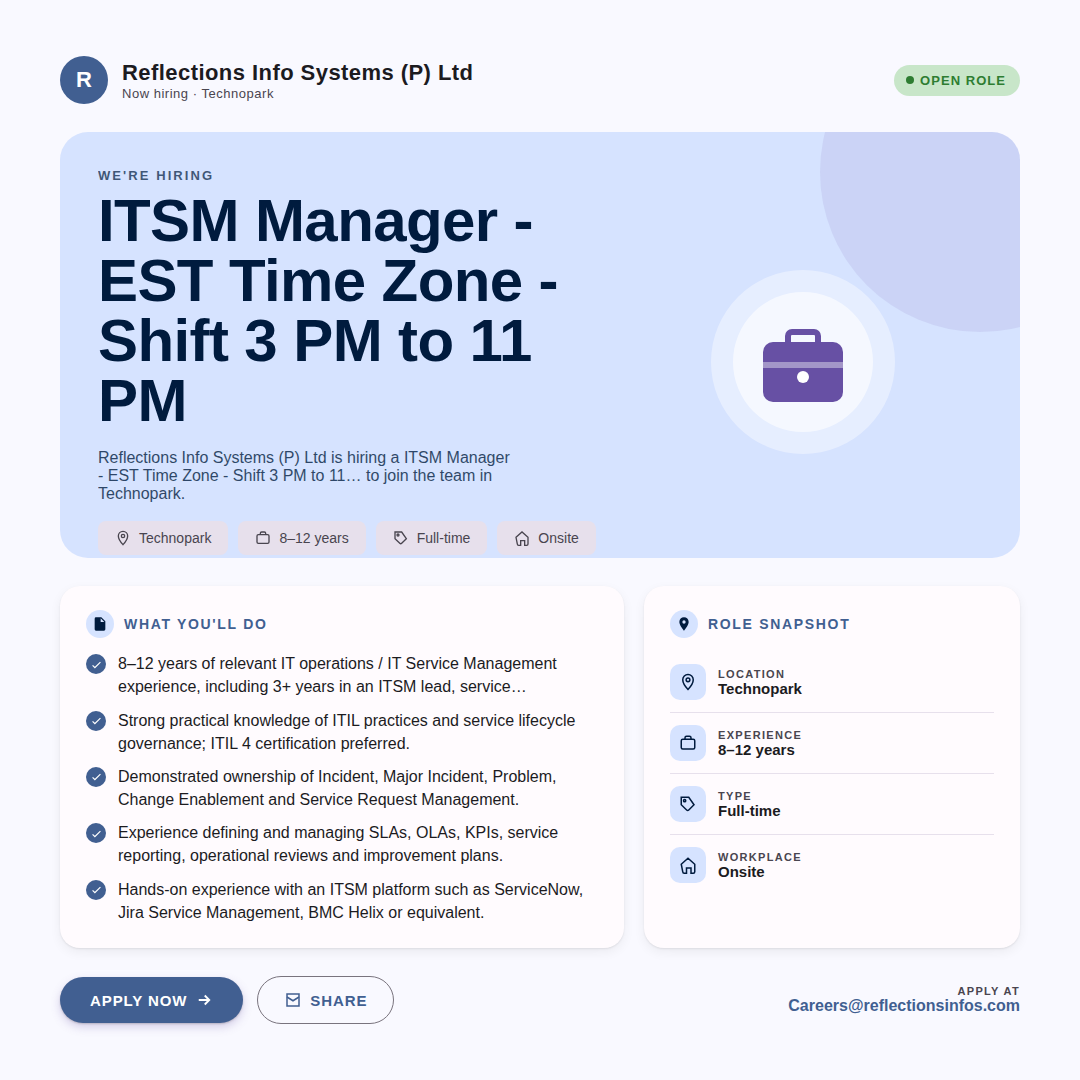 R
Reflections Info Systems (P) Ltd
Now hiring · Technopark
OPEN ROLE
WE'RE HIRING
ITSM Manager -
EST Time Zone -
Shift 3 PM to 11
PM
Reflections Info Systems (P) Ltd is hiring a ITSM Manager
- EST Time Zone - Shift 3 PM to 11… to join the team in
Technopark.
Technopark
8–12 years
Full-time
Onsite
WHAT YOU'LL DO
8–12 years of relevant IT operations / IT Service Management
experience, including 3+ years in an ITSM lead, service…
Strong practical knowledge of ITIL practices and service lifecycle
governance; ITIL 4 certification preferred.
Demonstrated ownership of Incident, Major Incident, Problem,
Change Enablement and Service Request Management.
Experience defining and managing SLAs, OLAs, KPIs, service
reporting, operational reviews and improvement plans.
Hands-on experience with an ITSM platform such as ServiceNow,
Jira Service Management, BMC Helix or equivalent.
ROLE SNAPSHOT
LOCATION
Technopark
EXPERIENCE
8–12 years
TYPE
Full-time
WORKPLACE
Onsite
APPLY NOW
SHARE
APPLY AT
Careers@reflectionsinfos.com